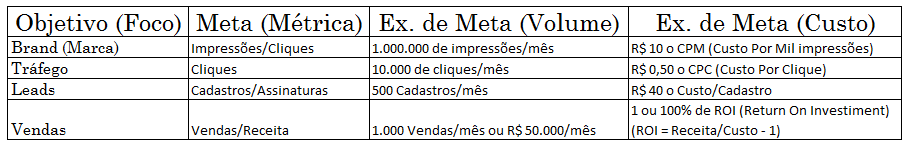 Objetivo (Foco) Meta (Métrica) Ex. de Meta (Volume) Ex. de Meta (Custo)
Brand (Marca) Impressões/Cliques 1.000.000 de impressões/mês R$ 10 o CPM (Custo Por Mil impressões)
Tráfego Cliques 10.000 de cliques/mês R$ 0,50 o CPC (Custo Por Clique)
Leads Cadastros/Assinaturas 500 Cadastros/mês R$ 40 o Custo/Cadastro
Vendas Vendas/Receita 1.000 Vendas/mês ou R$ 50.000/mês 1 ou 100% de ROI (Return On Investiment)
(ROI = Receita/Custo - 1)